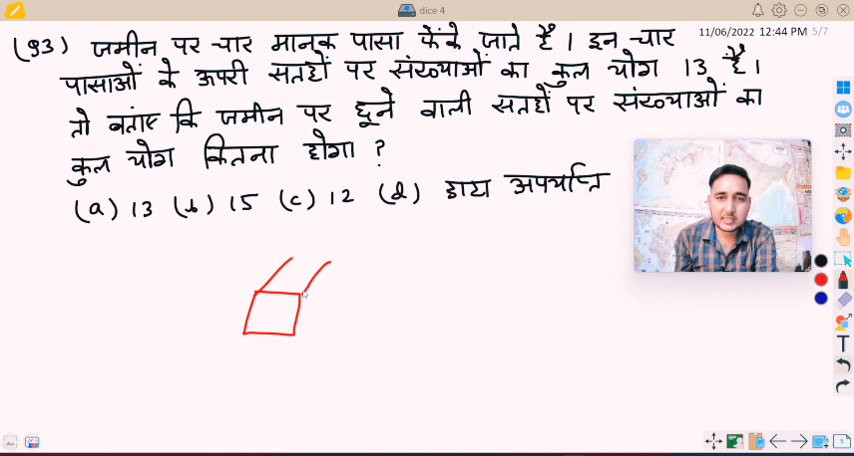 dice 4
11/06/2022 12:44 PM 5/7
(93) जमीन पर चार मानक पासा फेंके जाते हैं। इन चार
पासाओं के ऊपरी सतहों पर संख्याओं का कुल योग 13 है।
तो बताए कि जमीन पर छूने वाली सतहों पर संख्याओं का
कुल योग कितना होगा ?
(a) 13 (b) 15 (c) 12 (d) डाटा अपर्याप्त
T
5